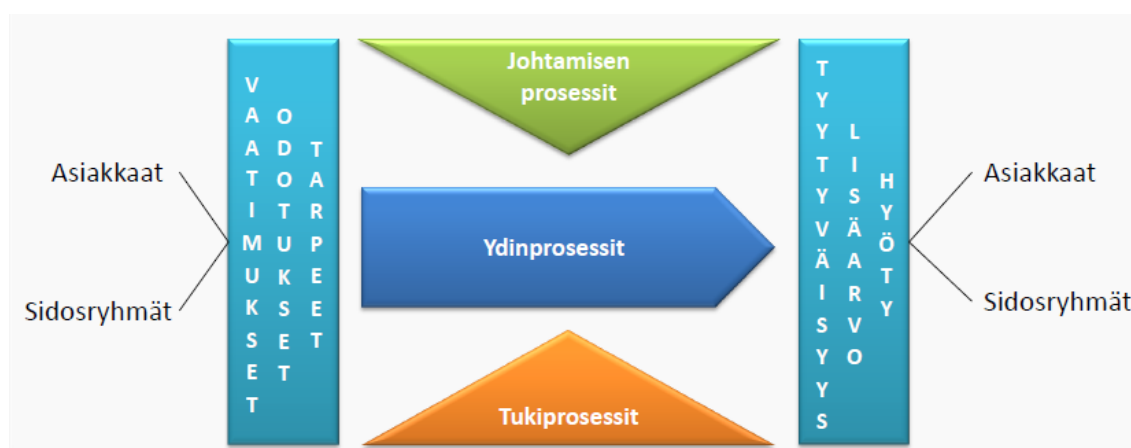 Asiakkaat
Sidosryhmät
VAATIMUKSET
ODOTUKSET
TARPEET
Johtamisen
prosessit
Ydinprosessit
Tukiprosessit
TYYTYVÄISYYS
LISÄARVO
HYÖTY
Asiakkaat
Sidosryhmät